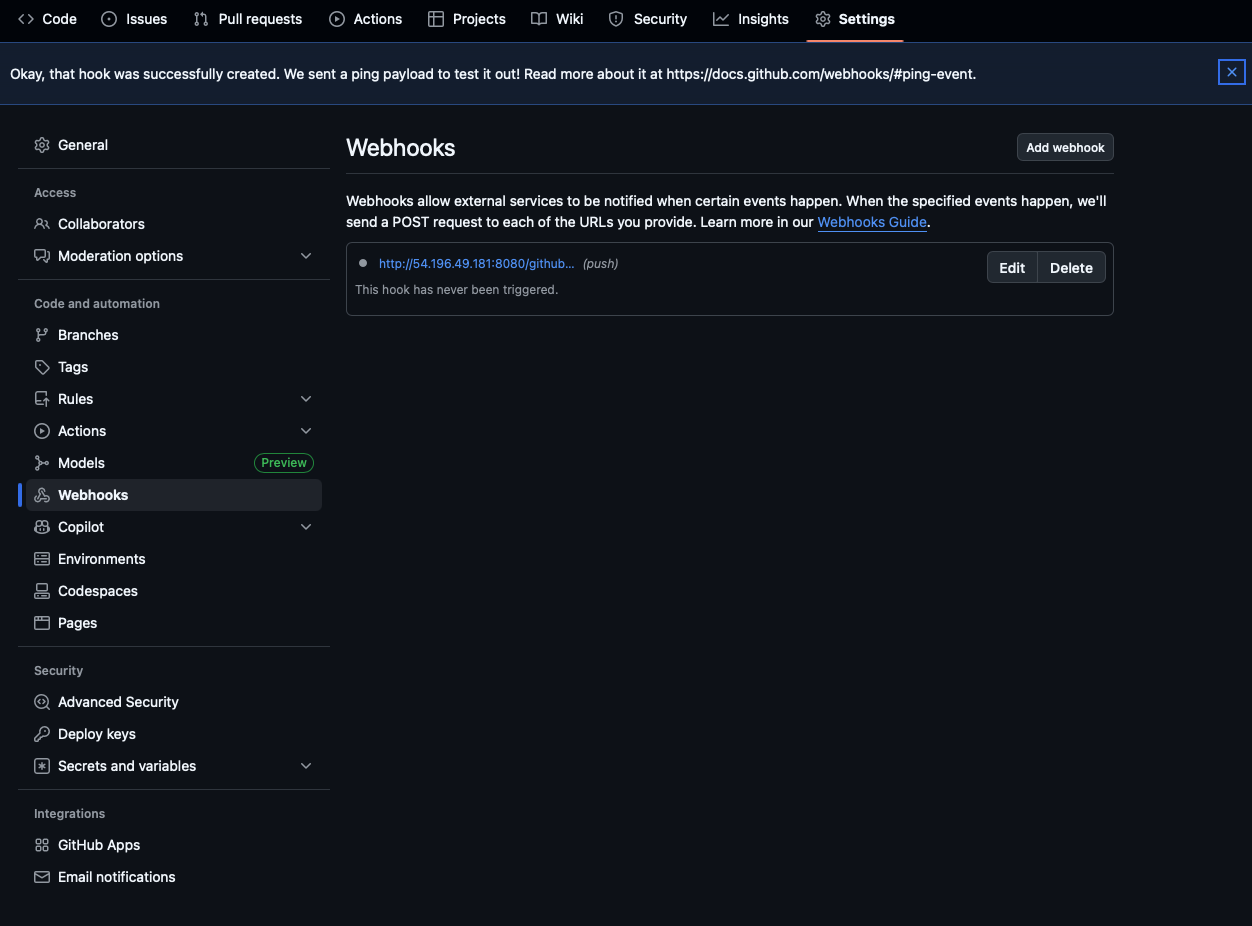 Code Issues Pull requests Actions Projects Wiki Security Insights Settings
Okay, that hook was successfully created. We sent a ping payload to test it out! Read more about it at https://docs.github.com/webhooks/#ping-event.
General
Access
Collaborators
Moderation options
Code and automation
Branches
Tags
Rules
Actions
Models Preview
Webhooks
Copilot
Environments
Codespaces
Pages
Security
Advanced Security
Deploy keys
Secrets and variables
Integrations
GitHub Apps
Email notifications
Webhooks Add webhook
Webhooks allow external services to be notified when certain events happen. When the specified events happen, we'll
send a POST request to each of the URLs you provide. Learn more in our Webhooks Guide.
http://54.196.49.181:8080/github... (push) Edit Delete
This hook has never been triggered.